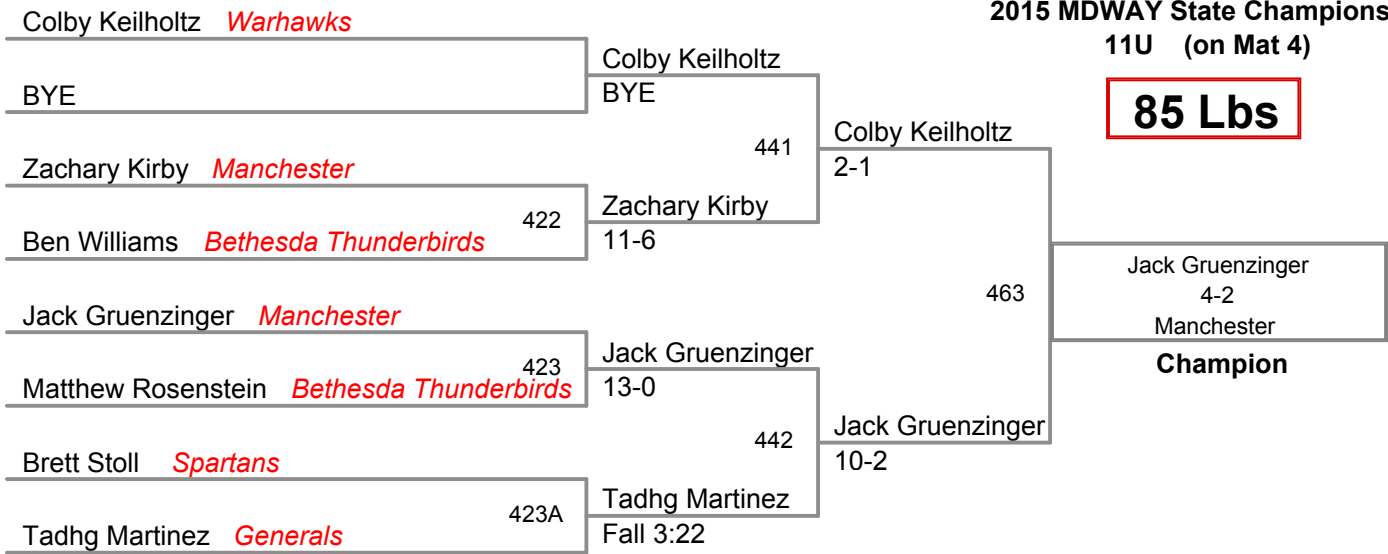 2015 MDWAY State Champions
11U (on Mat 4)
85 Lbs
Colby Keilholtz Warhawks
BYE
Zachary Kirby Manchester
Ben Williams Bethesda Thunderbirds
Jack Gruenzinger Manchester
Matthew Rosenstein Bethesda Thunderbirds
Brett Stoll Spartans
Tadhg Martinez Generals
422
423
423A
Colby Keilholtz
BYE
Zachary Kirby
11-6
Jack Gruenzinger
13-0
Tadhg Martinez
Fall 3:22
441
442
Colby Keilholtz
2-1
Jack Gruenzinger
10-2
463
Jack Gruenzinger
4-2
Manchester
Champion